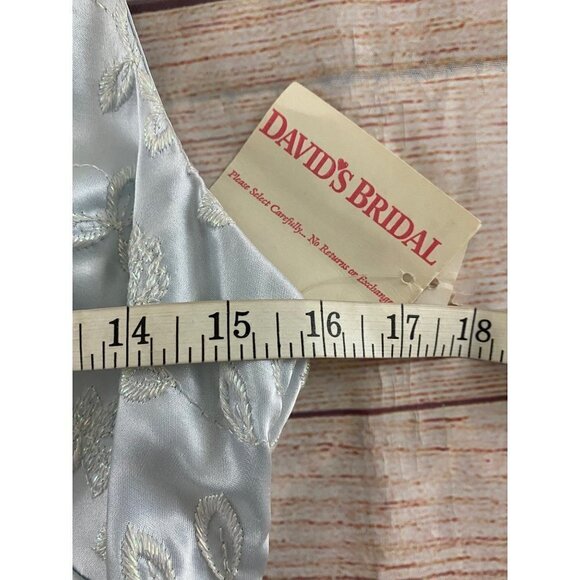 DAVID'S BRIDAL
Please Select Carefully... No Returns or Exchange
14 15 16 17 18